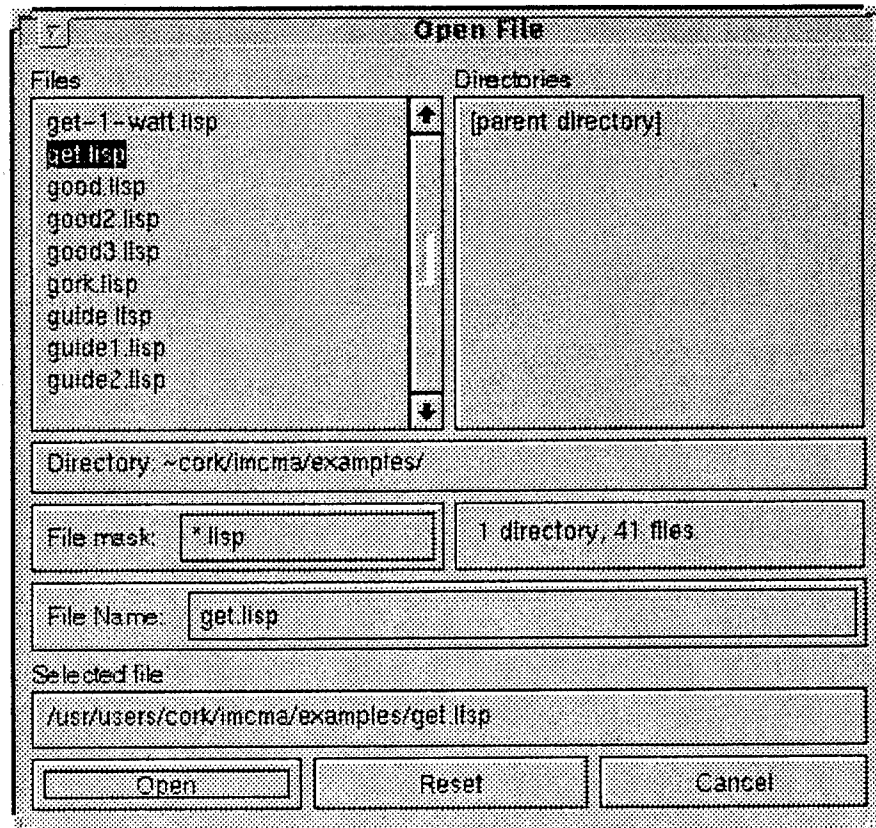 Open File
Files
get-1-watt.lisp
get.lisp
good.lisp
good2.lisp
good3.lisp
gork.lisp
guide.lisp
guide1.lisp
guide2.lisp
Directories
[parent directory]
Directory: ~cork/imcma/examples/
File mask: *.lisp
1 directory, 41 files
File Name: get.lisp
Selected file
/usr/users/cork/imcma/examples/get.lisp
Open Reset Cancel